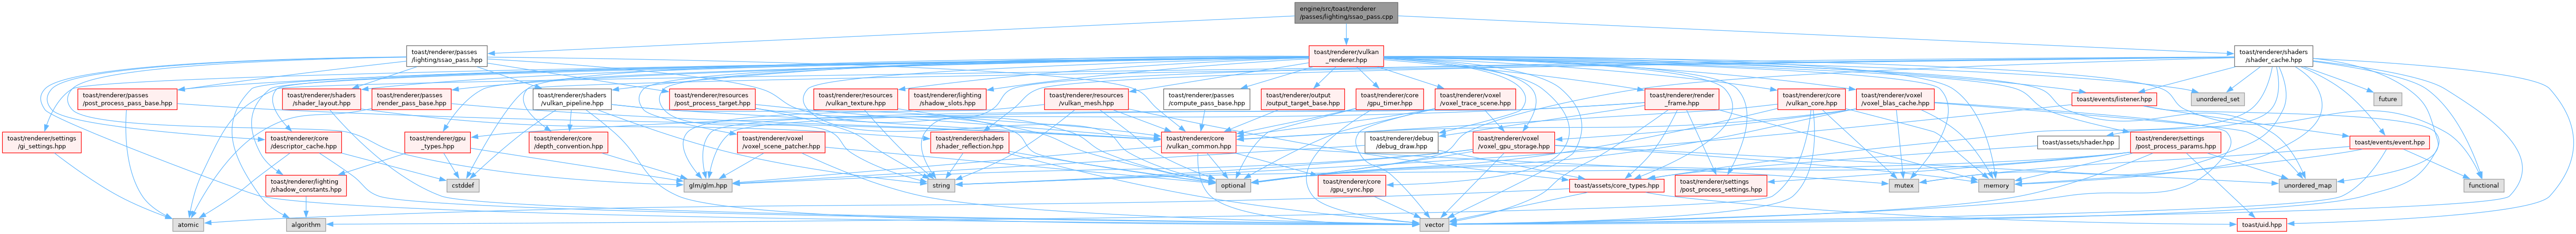 engine/src/toast/renderer
/passes/lighting/ssao_pass.cpp
toast/renderer/passes
/lighting/ssao_pass.hpp
toast/renderer/vulkan
_renderer.hpp
toast/renderer/shaders
/shader_cache.hpp
toast/renderer/passes
/post_process_pass_base.hpp
toast/renderer/shaders
/shader_layout.hpp
toast/renderer/passes
/render_pass_base.hpp
toast/renderer/shaders
/vulkan_pipeline.hpp
toast/renderer/resources
/post_process_target.hpp
toast/renderer/resources
/vulkan_texture.hpp
toast/renderer/lighting
/shadow_slots.hpp
toast/renderer/resources
/vulkan_mesh.hpp
toast/renderer/passes
/compute_pass_base.hpp
toast/renderer/output
/output_target_base.hpp
toast/renderer/core
/gpu_timer.hpp
toast/renderer/voxel
/voxel_trace_scene.hpp
toast/renderer/render
_frame.hpp
toast/renderer/core
/vulkan_core.hpp
toast/renderer/voxel
/voxel_blas_cache.hpp
toast/events/listener.hpp
unordered_set
future
toast/renderer/settings
/gi_settings.hpp
toast/renderer/core
/descriptor_cache.hpp
toast/renderer/gpu
_types.hpp
toast/renderer/core
/depth_convention.hpp
toast/renderer/voxel
/voxel_scene_patcher.hpp
toast/renderer/shaders
/shader_reflection.hpp
toast/renderer/core
/vulkan_common.hpp
toast/renderer/debug
/debug_draw.hpp
toast/renderer/voxel
/voxel_gpu_storage.hpp
toast/assets/shader.hpp
toast/renderer/settings
/post_process_params.hpp
toast/events/event.hpp
toast/renderer/lighting
/shadow_constants.hpp
cstddef
glm/glm.hpp
string
optional
toast/renderer/core
/gpu_sync.hpp
toast/assets/core_types.hpp
toast/renderer/settings
/post_process_settings.hpp
mutex
memory
unordered_map
functional
atomic
algorithm
vector
toast/uid.hpp